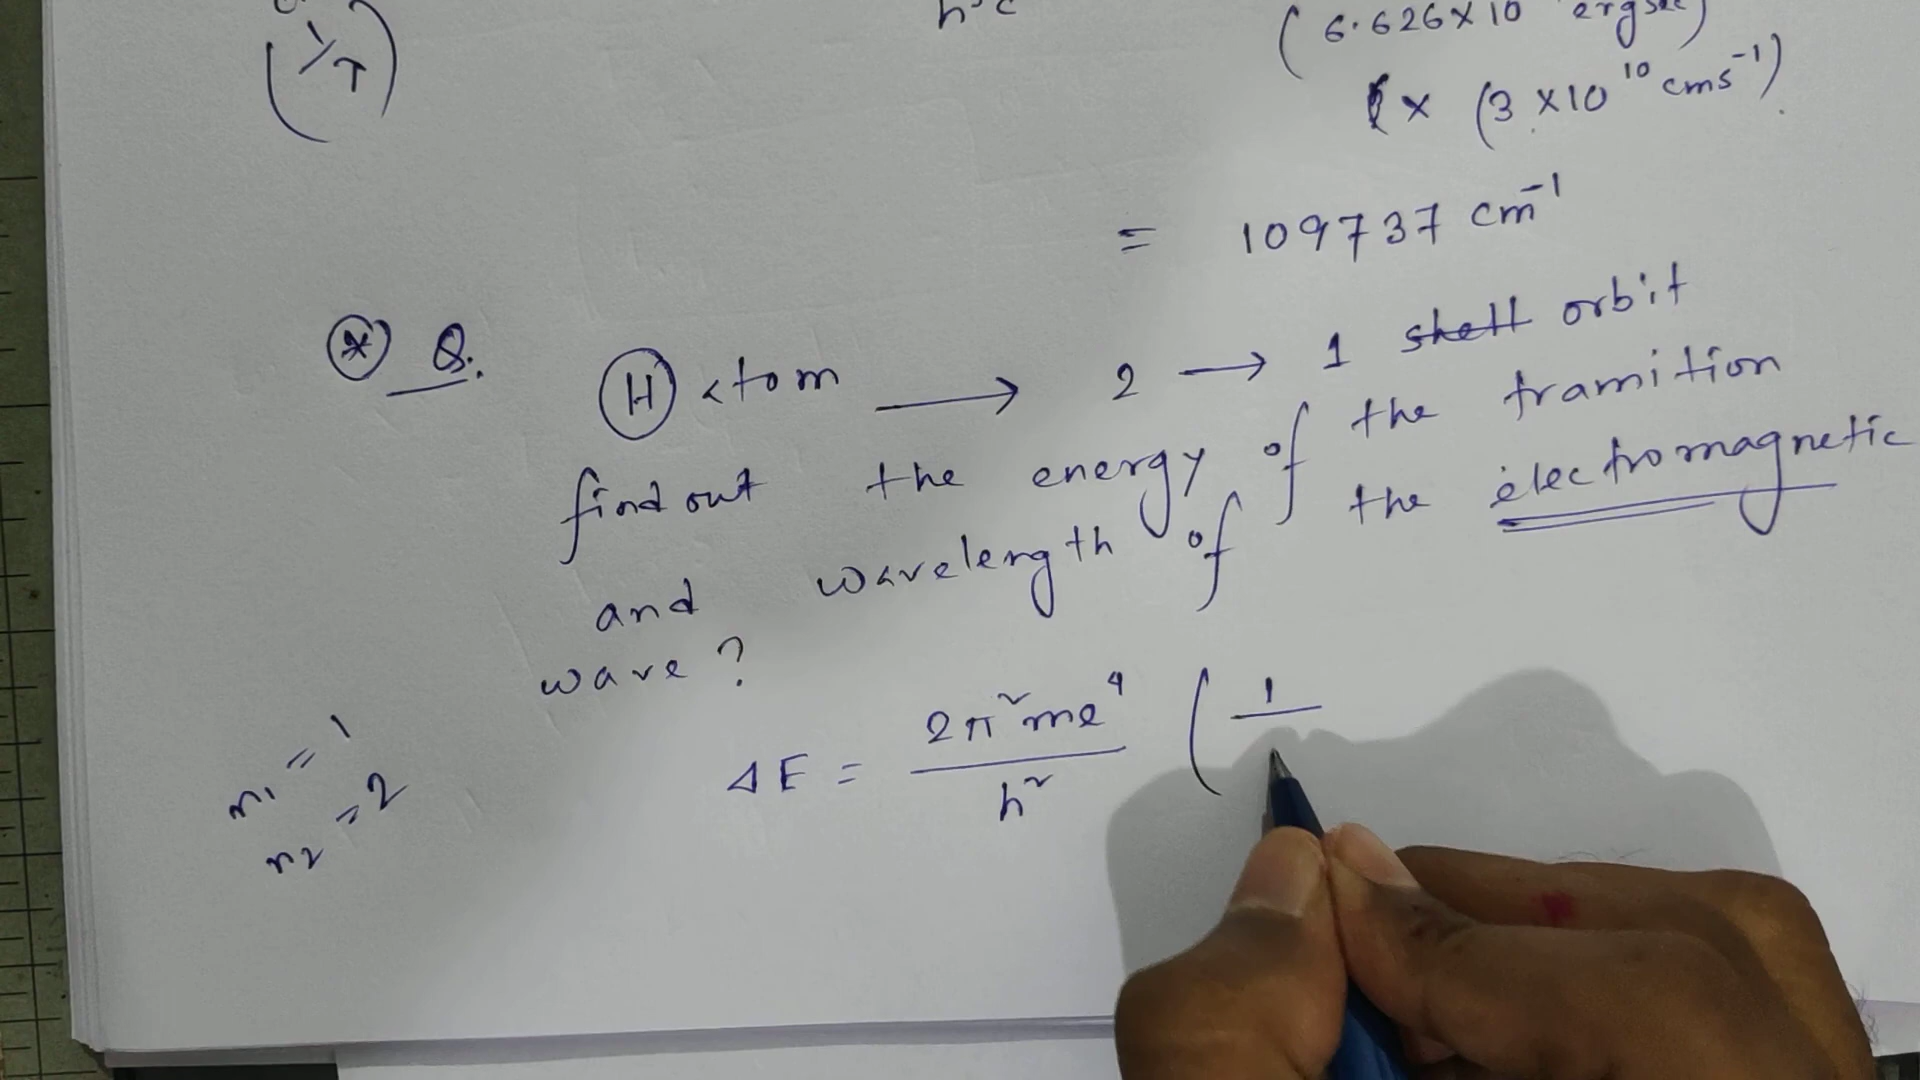 (1/T)
h³c
(6.626 × 10 erg sec)
× (3 × 10¹⁰ cms⁻¹)
= 109737 cm⁻¹
* Q. H atom → 2 → 1 shell orbit
find out the energy of the tramition
and wavelength of the electromagnetic
wave?
n₁ = 1
n₂ = 2
ΔE = 2π²me⁴ / h² ( 1